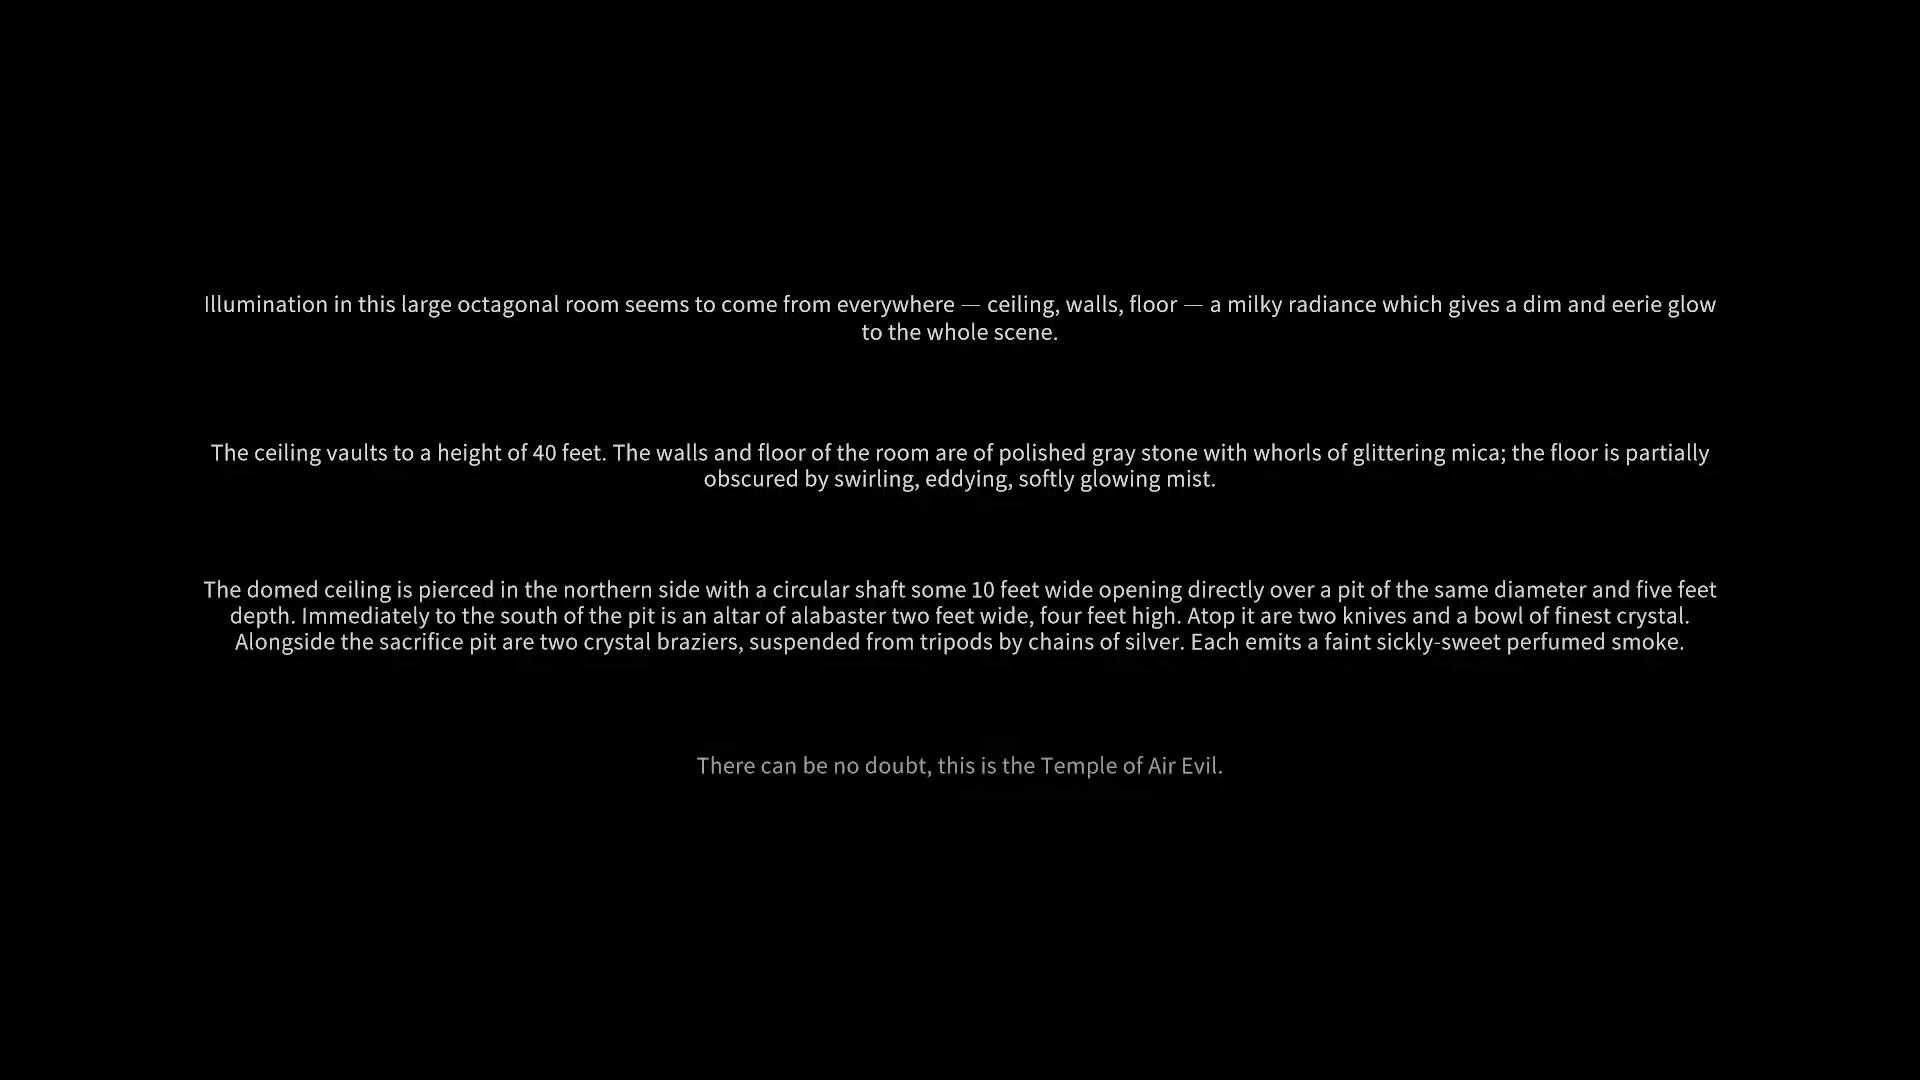 Illumination in this large octagonal room seems to come from everywhere — ceiling, walls, floor — a milky radiance which gives a dim and eerie glow
to the whole scene.
The ceiling vaults to a height of 40 feet. The walls and floor of the room are of polished gray stone with whorls of glittering mica; the floor is partially
obscured by swirling, eddying, softly glowing mist.
The domed ceiling is pierced in the northern side with a circular shaft some 10 feet wide opening directly over a pit of the same diameter and five feet
depth. Immediately to the south of the pit is an altar of alabaster two feet wide, four feet high. Atop it are two knives and a bowl of finest crystal.
Alongside the sacrifice pit are two crystal braziers, suspended from tripods by chains of silver. Each emits a faint sickly-sweet perfumed smoke.
There can be no doubt, this is the Temple of Air Evil.